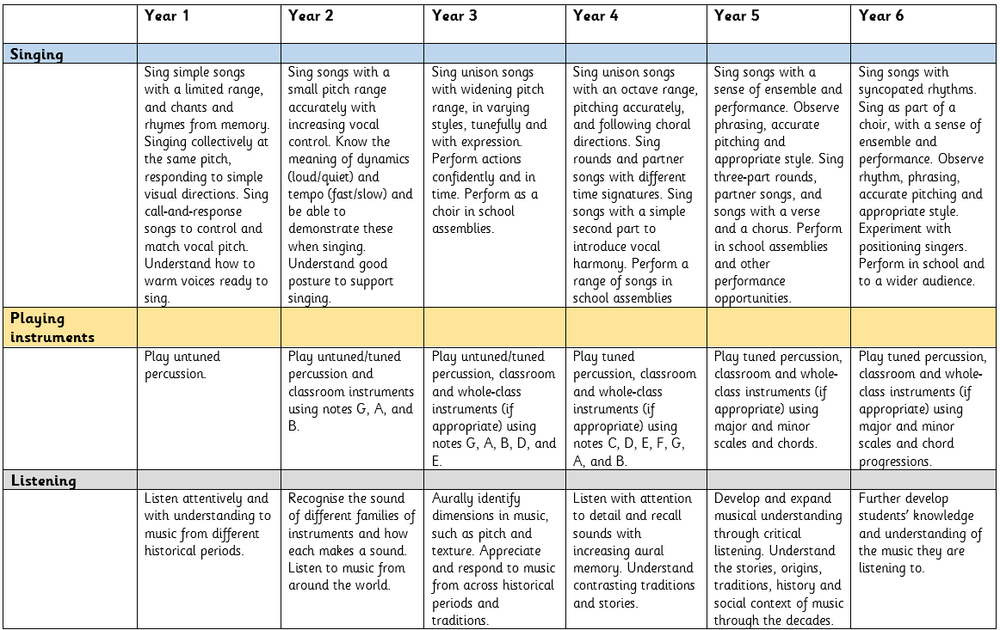 Year 1
Year 2
Year 3
Year 4
Year 5
Year 6
Singing
Sing simple songs
with a limited range,
and chants and
rhymes from memory.
Singing collectively at
the same pitch,
responding to simple
visual directions. Sing
call-and-response
songs to control and
match vocal pitch.
Understand how to
warm voices ready to
sing.
Sing songs with a
small pitch range
accurately with
increasing vocal
control. Know the
meaning of dynamics
(loud/quiet) and
tempo (fast/slow) and
be able to
demonstrate these
when singing.
Understand good
posture to support
singing.
Sing unison songs
with widening pitch
range, in varying
styles, tunefully and
with expression.
Perform actions
confidently and in
time. Perform as a
choir in school
assemblies.
Sing unison songs
with an octave range,
pitching accurately,
and following choral
directions. Sing
rounds and partner
songs with different
time signatures. Sing
songs with a simple
second part to
introduce vocal
harmony. Perform a
range of songs in
school assemblies
Sing songs with a
sense of ensemble and
performance. Observe
phrasing, accurate
pitching and
appropriate style. Sing
three-part rounds,
partner songs, and
songs with a verse
and a chorus. Perform
in school assemblies
and other
performance
opportunities.
Sing songs with
syncopated rhythms.
Sing as part of a
choir, with a sense of
ensemble and
performance. Observe
rhythm, phrasing,
accurate pitching and
appropriate style.
Experiment with
positioning singers.
Perform in school and
to a wider audience.
Playing
instruments
Play untuned
percussion.
Play untuned/tuned
percussion and
classroom instruments
using notes G, A, and
B.
Play untuned/tuned
percussion, classroom
and whole-class
instruments (if
appropriate) using
notes G, A, B, D, and
E.
Play tuned
percussion, classroom
and whole-class
instruments (if
appropriate) using
notes C, D, E, F, G,
A, and B.
Play tuned percussion,
classroom and whole-
class instruments (if
appropriate) using
major and minor
scales and chords.
Play tuned percussion,
classroom and whole-
class instruments (if
appropriate) using
major and minor
scales and chord
progressions.
Listening
Listen attentively and
with understanding to
music from different
historical periods.
Recognise the sound
of different families of
instruments and how
each makes a sound.
Listen to music from
around the world.
Aurally identify
dimensions in music,
such as pitch and
texture. Appreciate
and respond to music
from across historical
periods and
traditions.
Listen with attention
to detail and recall
sounds with
increasing aural
memory. Understand
contrasting traditions
and stories.
Develop and expand
musical understanding
through critical
listening. Understand
the stories, origins,
traditions, history and
social context of music
through the decades.
Further develop
students' knowledge
and understanding of
the music they are
listening to.